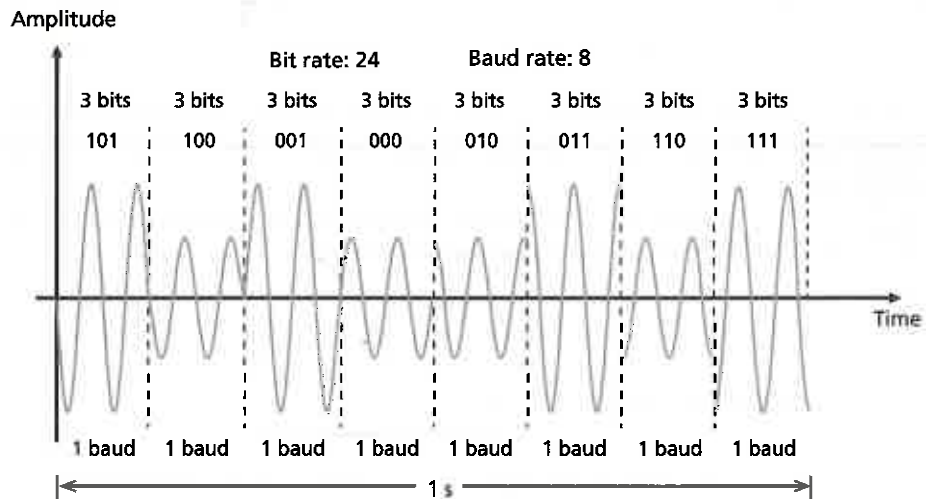 Amplitude
Bit rate: 24 Baud rate: 8
3 bits 3 bits 3 bits 3 bits 3 bits 3 bits 3 bits 3 bits
101 100 001 000 010 011 110 111
Time
1 baud 1 baud 1 baud 1 baud 1 baud 1 baud 1 baud 1 baud
1 s